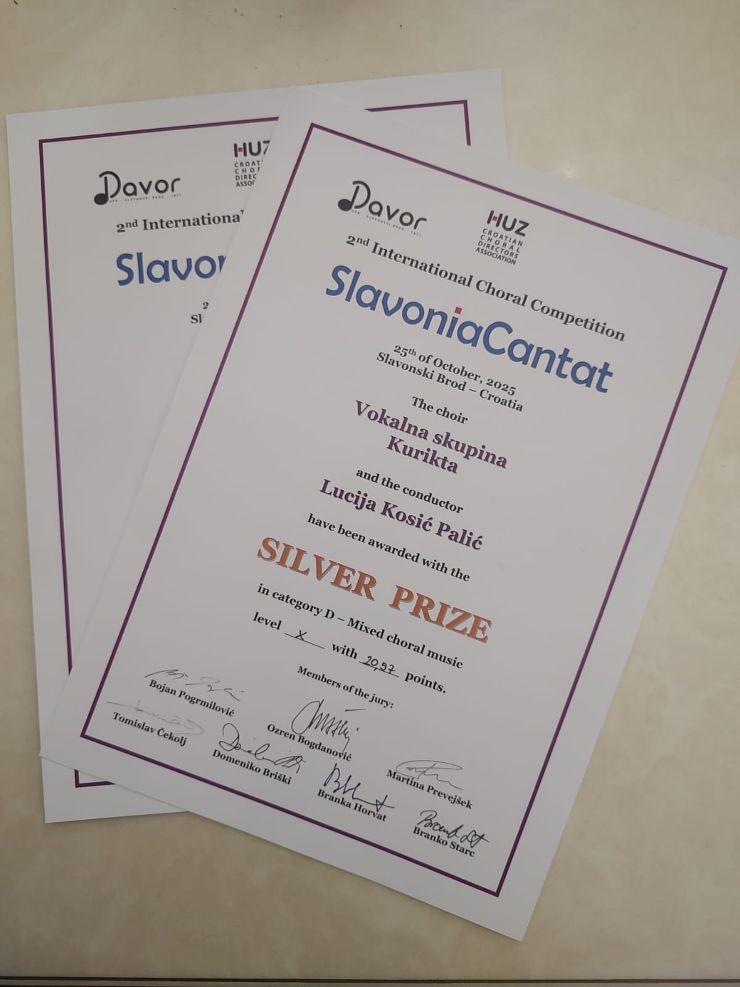 Davor
HUZ
CROATIAN
CHORAL
DIRECTORS
ASSOCIATION
2nd International Choral Competition
SlavoniaCantat
25th of October, 2025
Slavonski Brod – Croatia
The choir
Vokalna skupina
Kurikta
and the conductor
Lucija Kosić Palić
have been awarded with the
SILVER PRIZE
in category D – Mixed choral music
level X with 20,97 points.
Members of the jury:
Bojan Pogrmilović
Ozren Bogdanović
Martina Prevejšek
Tomislav Čekolj
Domeniko Briški
Branka Horvat
Branko Starc
Davor
HUZ
2nd International